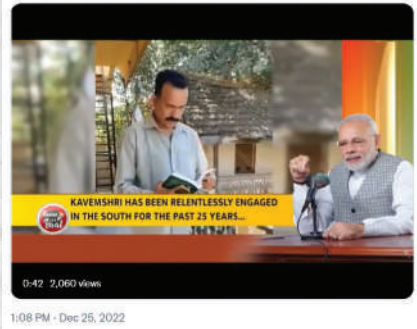 KAVEMSHRI HAS BEEN RELENTLESSLY ENGAGED
IN THE SOUTH FOR THE PAST 25 YEARS...
0:42 2,060 views
1:08 PM - Dec 25, 2022